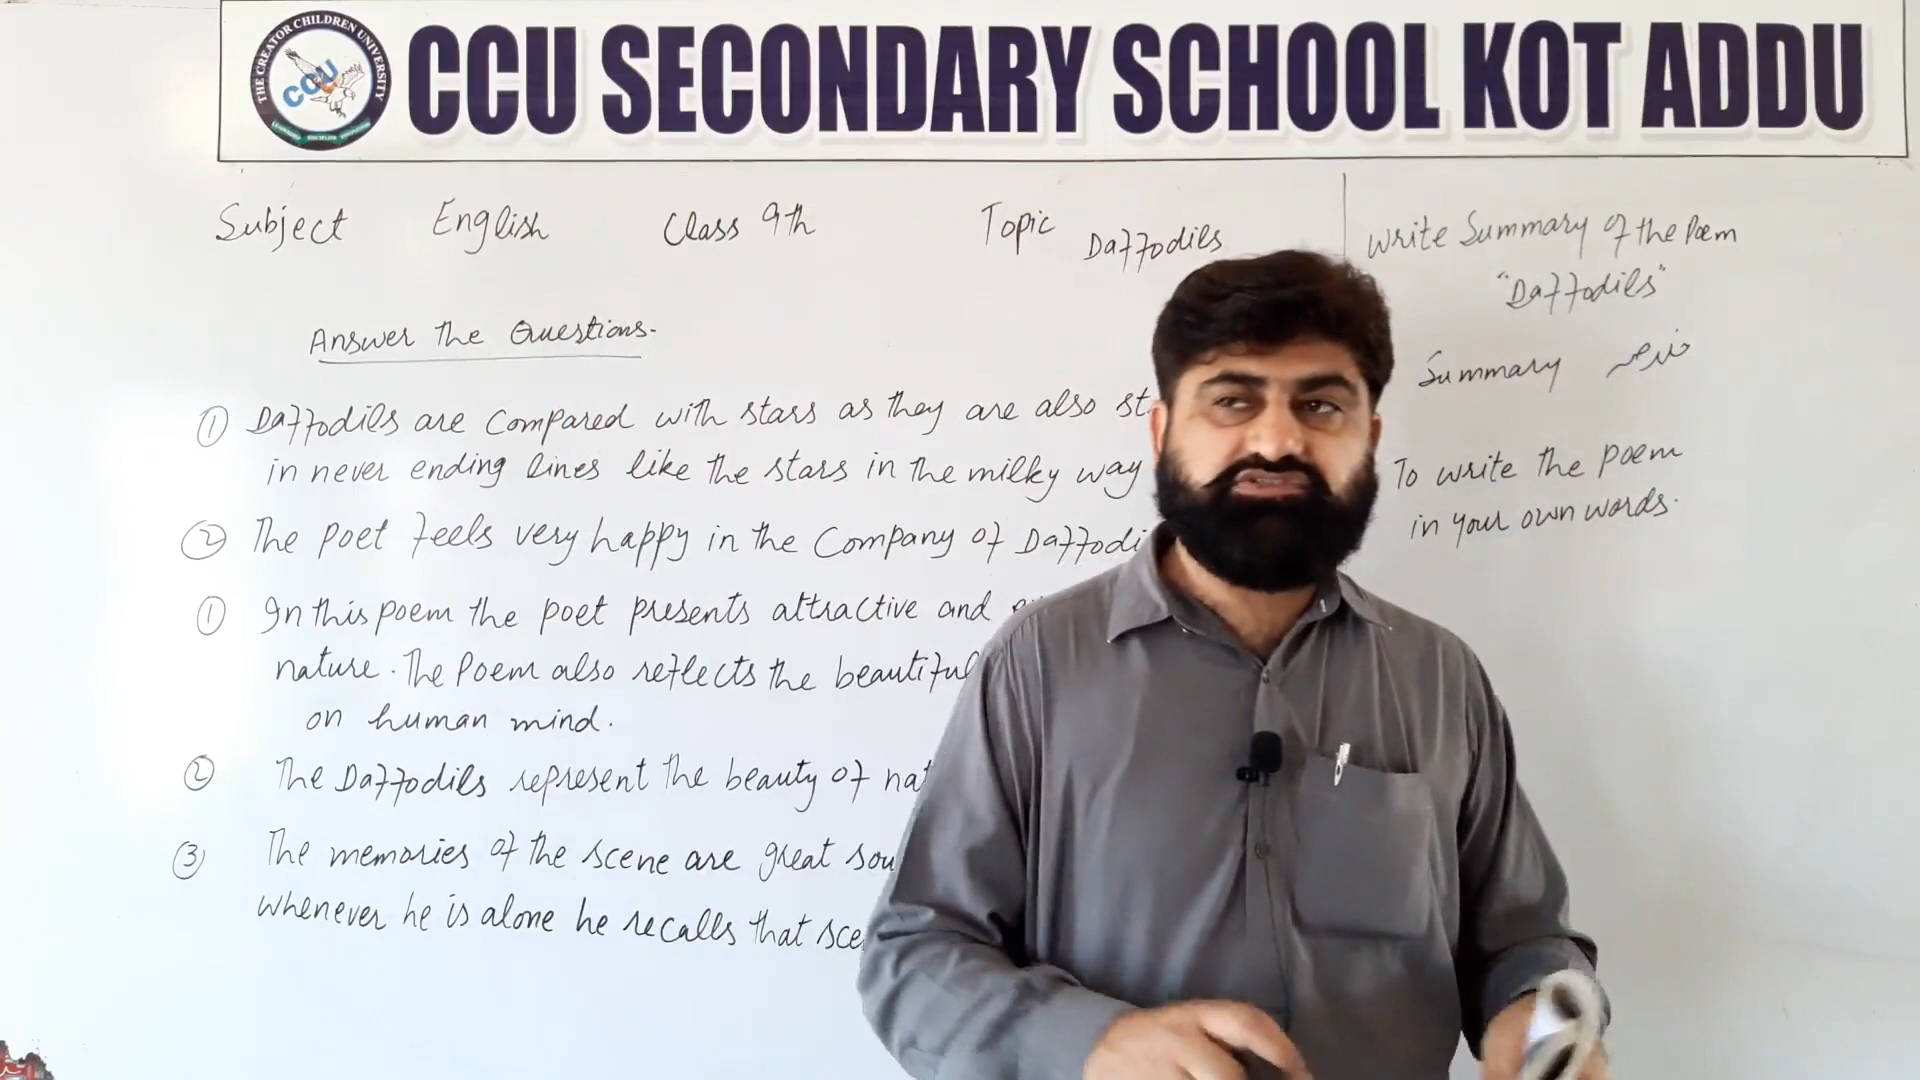 THE CREATOR CHILDREN UNIVERSITY
CCU
CCU SECONDARY SCHOOL KOT ADDU
Subject English Class 9th Topic Daffodils
Answer the Questions.
① Daffodils are compared with stars as they are also
in never ending lines like the stars in the milky way
② The poet feels very happy in the company of
① In this poem the poet presents attractive and
nature. The Poem also reflects the beautiful
on human mind.
② The Daffodils represent the beauty of
③ The memories of the scene are great
whenever he is alone he recalls that
Write Summary of the Poem
"Daffodils"
Summary
To write the poem
in your own words.